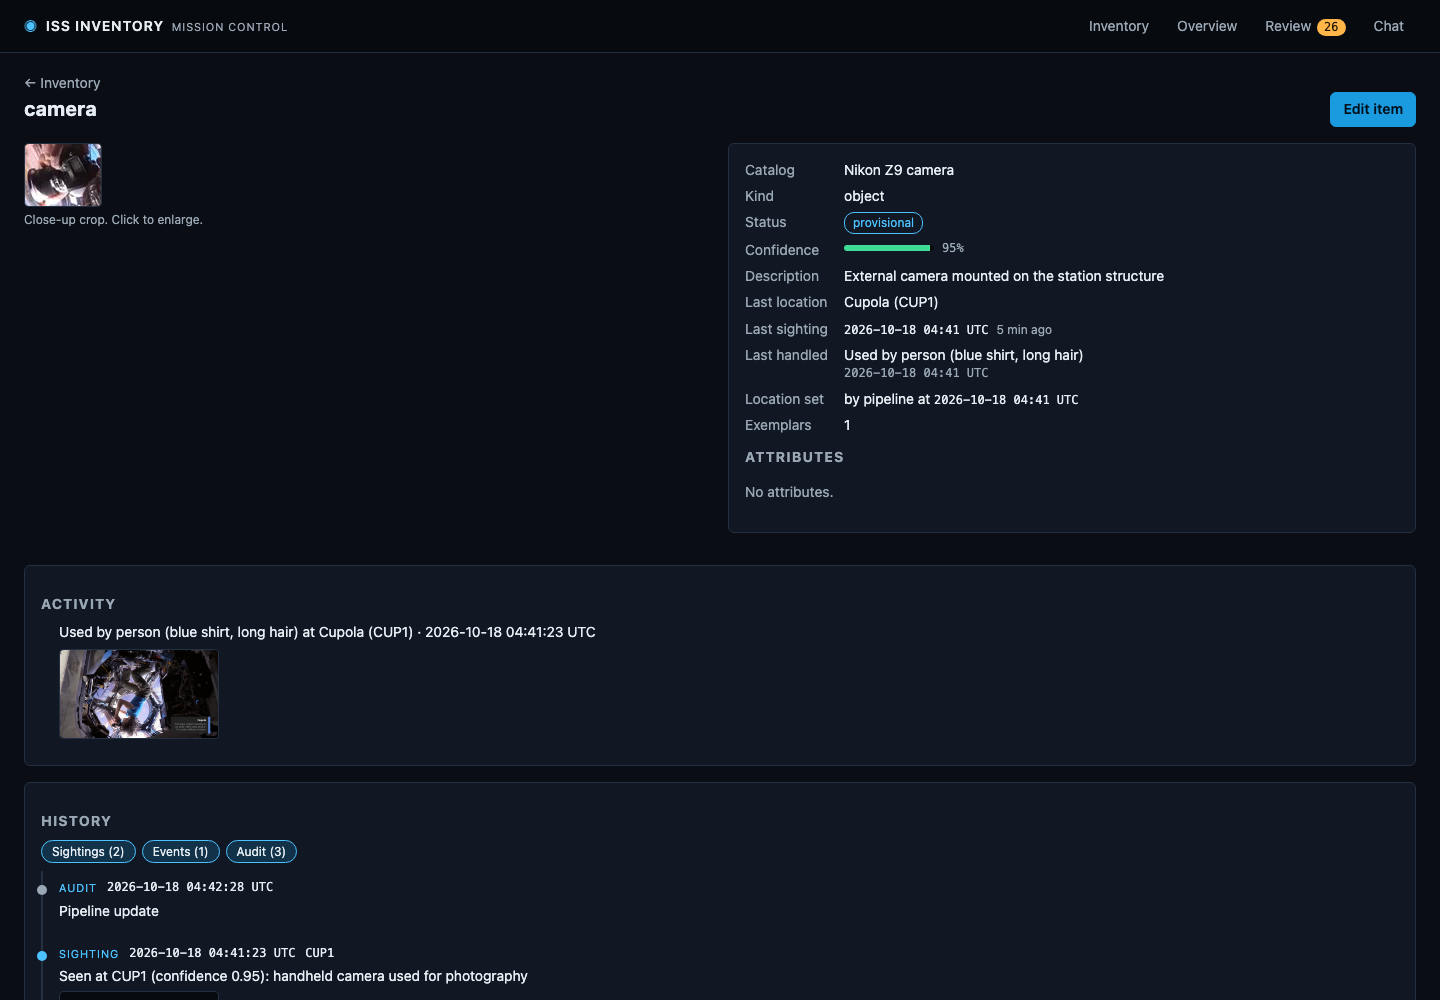 ISS INVENTORY MISSION CONTROL
Inventory Overview Review 26 Chat
← Inventory
camera
Edit item
Close-up crop. Click to enlarge.
Catalog Nikon Z9 camera
Kind object
Status provisional
Confidence 95%
Description External camera mounted on the station structure
Last location Cupola (CUP1)
Last sighting 2026-10-18 04:41 UTC 5 min ago
Last handled Used by person (blue shirt, long hair)
2026-10-18 04:41 UTC
Location set by pipeline at 2026-10-18 04:41 UTC
Exemplars 1
ATTRIBUTES
No attributes.
ACTIVITY
Used by person (blue shirt, long hair) at Cupola (CUP1) · 2026-10-18 04:41:23 UTC
HISTORY
Sightings (2) Events (1) Audit (3)
AUDIT 2026-10-18 04:42:28 UTC
Pipeline update
SIGHTING 2026-10-18 04:41:23 UTC CUP1
Seen at CUP1 (confidence 0.95): handheld camera used for photography